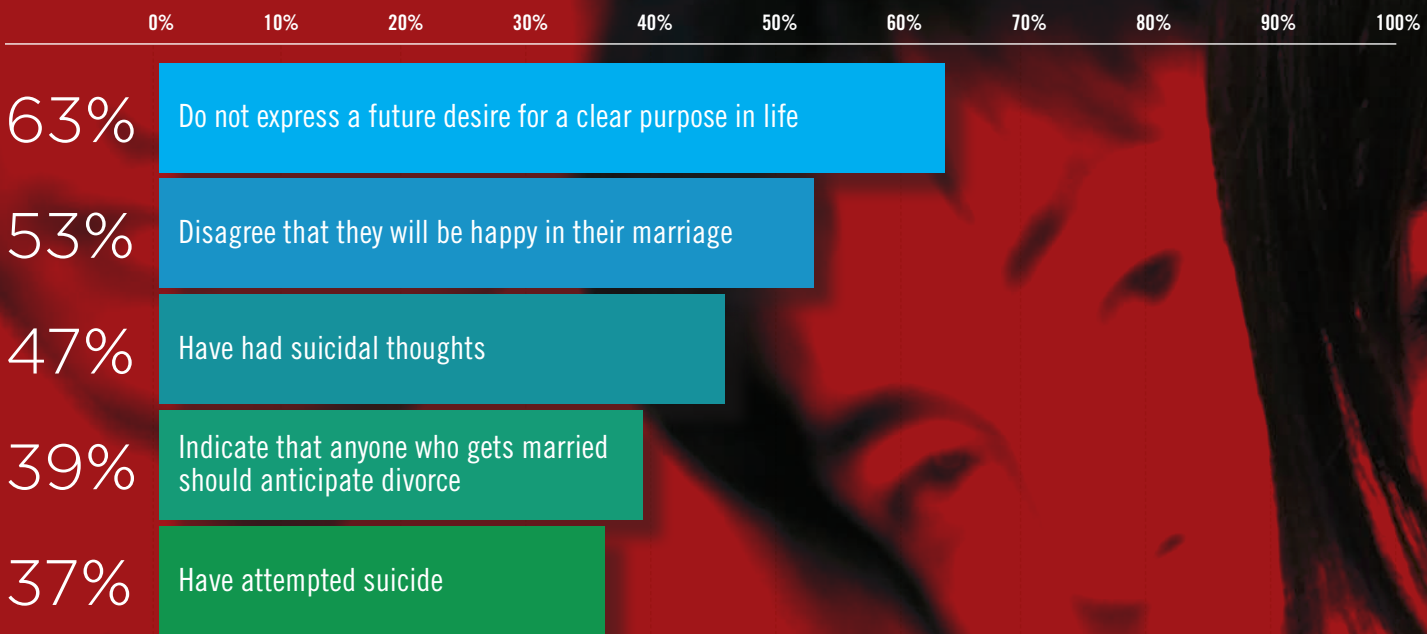 0% 10% 20% 30% 40% 50% 60% 70% 80% 90% 100%
63% Do not express a future desire for a clear purpose in life
53% Disagree that they will be happy in their marriage
47% Have had suicidal thoughts
39% Indicate that anyone who gets married
should anticipate divorce
37% Have attempted suicide